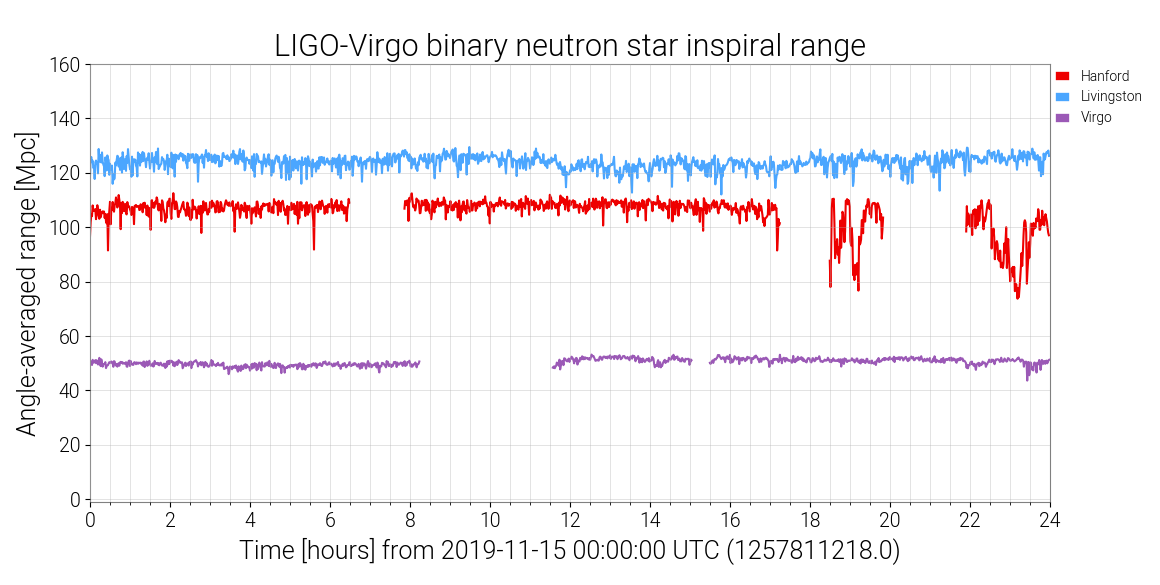 LIGO-Virgo binary neutron star inspiral range
Hanford
Livingston
Virgo
Angle-averaged range [Mpc]
160
140
120
100
80
60
40
20
0
0 2 4 6 8 10 12 14 16 18 20 22 24
Time [hours] from 2019-11-15 00:00:00 UTC (1257811218.0)